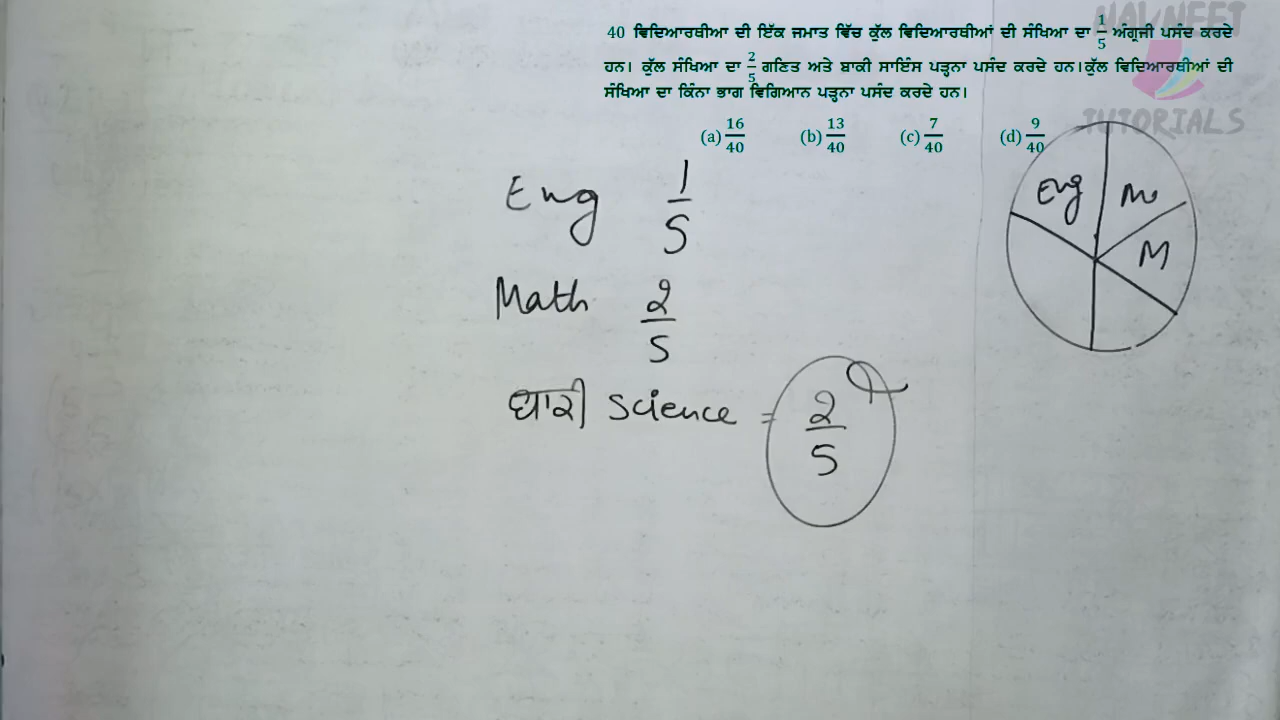 NAVNEET
TUTORIALS
40 ਵਿਦਿਆਰਥੀਆ ਦੀ ਇੱਕ ਜਮਾਤ ਵਿੱਚ ਕੁੱਲ ਵਿਦਿਆਰਥੀਆਂ ਦੀ ਸੰਖਿਆ ਦਾ 1/5 ਅੰਗ੍ਰਜੀ ਪਸੰਦ ਕਰਦੇ
ਹਨ। ਕੁੱਲ ਸੰਖਿਆ ਦਾ 2/5 ਗਣਿਤ ਅਤੇ ਬਾਕੀ ਸਾਇੰਸ ਪੜ੍ਹਨਾ ਪਸੰਦ ਕਰਦੇ ਹਨ।ਕੁੱਲ ਵਿਦਿਆਰਥੀਆਂ ਦੀ
ਸੰਖਿਆ ਦਾ ਕਿੰਨਾ ਭਾਗ ਵਿਗਿਆਨ ਪੜ੍ਹਨਾ ਪਸੰਦ ਕਰਦੇ ਹਨ।
(a) 16/40 (b) 13/40 (c) 7/40 (d) 9/40
Eng 1/5
Math 2/5
science = 2/5
Eng M
M